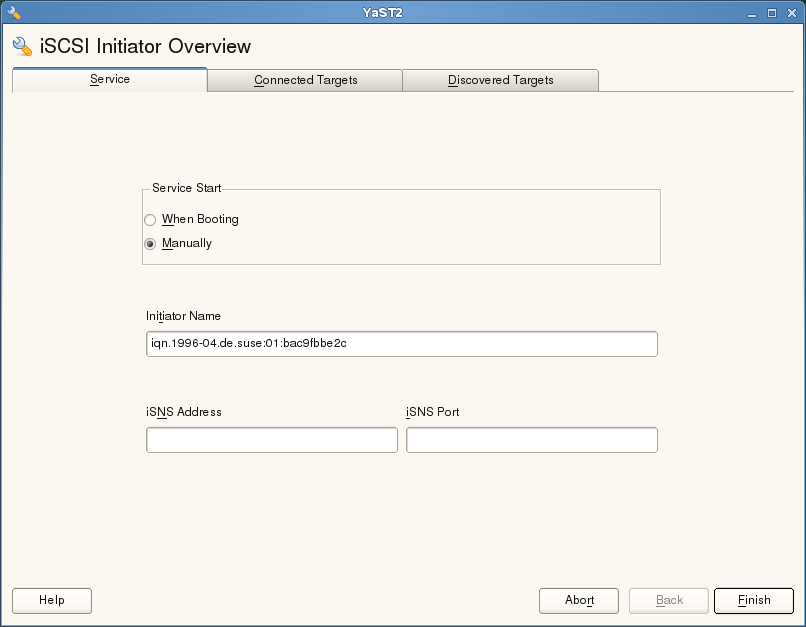 YaST2
iSCSI Initiator Overview
Service Connected Targets Discovered Targets
Service Start
When Booting
Manually
Initiator Name
iqn.1996-04.de.suse:01:bac9fbbe2c
iSNS Address iSNS Port
Help Abort Back Finish